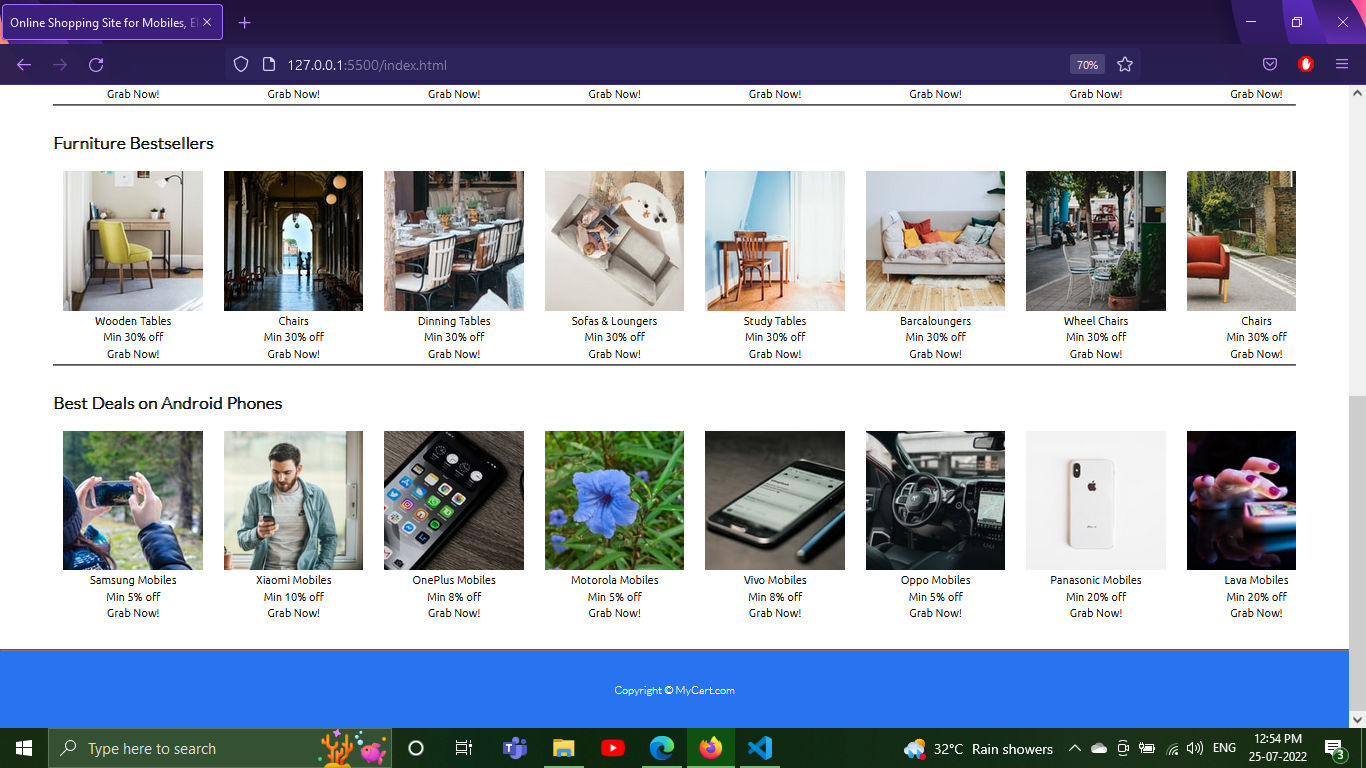 Online Shopping Site for Mobiles, El
127.0.0.1:5500/index.html
70%
Grab Now! Grab Now! Grab Now! Grab Now! Grab Now! Grab Now! Grab Now! Grab Now!
Furniture Bestsellers
Wooden Tables Chairs Dinning Tables Sofas & Loungers Study Tables Barcaloungers Wheel Chairs Chairs
Min 30% off Min 30% off Min 30% off Min 30% off Min 30% off Min 30% off Min 30% off Min 30% off
Grab Now! Grab Now! Grab Now! Grab Now! Grab Now! Grab Now! Grab Now! Grab Now!
Best Deals on Android Phones
Samsung Mobiles Xiaomi Mobiles OnePlus Mobiles Motorola Mobiles Vivo Mobiles Oppo Mobiles Panasonic Mobiles Lava Mobiles
Min 5% off Min 10% off Min 8% off Min 5% off Min 8% off Min 5% off Min 20% off Min 20% off
Grab Now! Grab Now! Grab Now! Grab Now! Grab Now! Grab Now! Grab Now! Grab Now!
Copyright © MyCart.com
Type here to search
32°C Rain showers
ENG
12:54 PM
25-07-2022
3